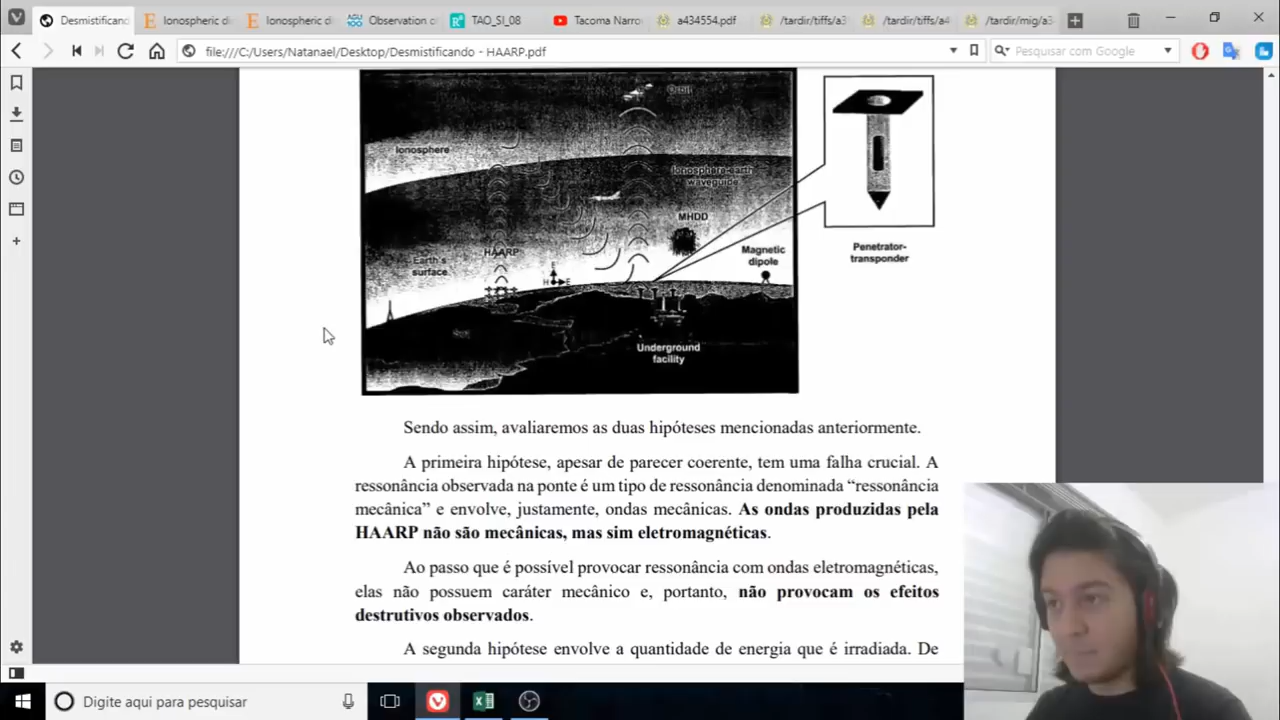 Desmistificando
Ionospheric di
Ionospheric di
Observation o
TAO_SI_08
Tacoma Narro
a434554.pdf
/tardir/tiffs/a3
/tardir/tiffs/a4
/tardir/mig/a3
file:///C:/Users/Natanael/Desktop/Desmistificando - HAARP.pdf
Pesquisar com Google
Orbit
Ionosphere
Ionosphere-earth
waveguide
MHDD
HAARP
Earth's
surface
Magnetic
dipole
Penetrator-
transponder
Underground
facility
Sendo assim, avaliaremos as duas hipóteses mencionadas anteriormente.
A primeira hipótese, apesar de parecer coerente, tem uma falha crucial. A
ressonância observada na ponte é um tipo de ressonância denominada “ressonância
mecânica” e envolve, justamente, ondas mecânicas. As ondas produzidas pela
HAARP não são mecânicas, mas sim eletromagnéticas.
Ao passo que é possível provocar ressonância com ondas eletromagnéticas,
elas não possuem caráter mecânico e, portanto, não provocam os efeitos
destrutivos observados.
A segunda hipótese envolve a quantidade de energia que é irradiada. De
Digite aqui para pesquisar